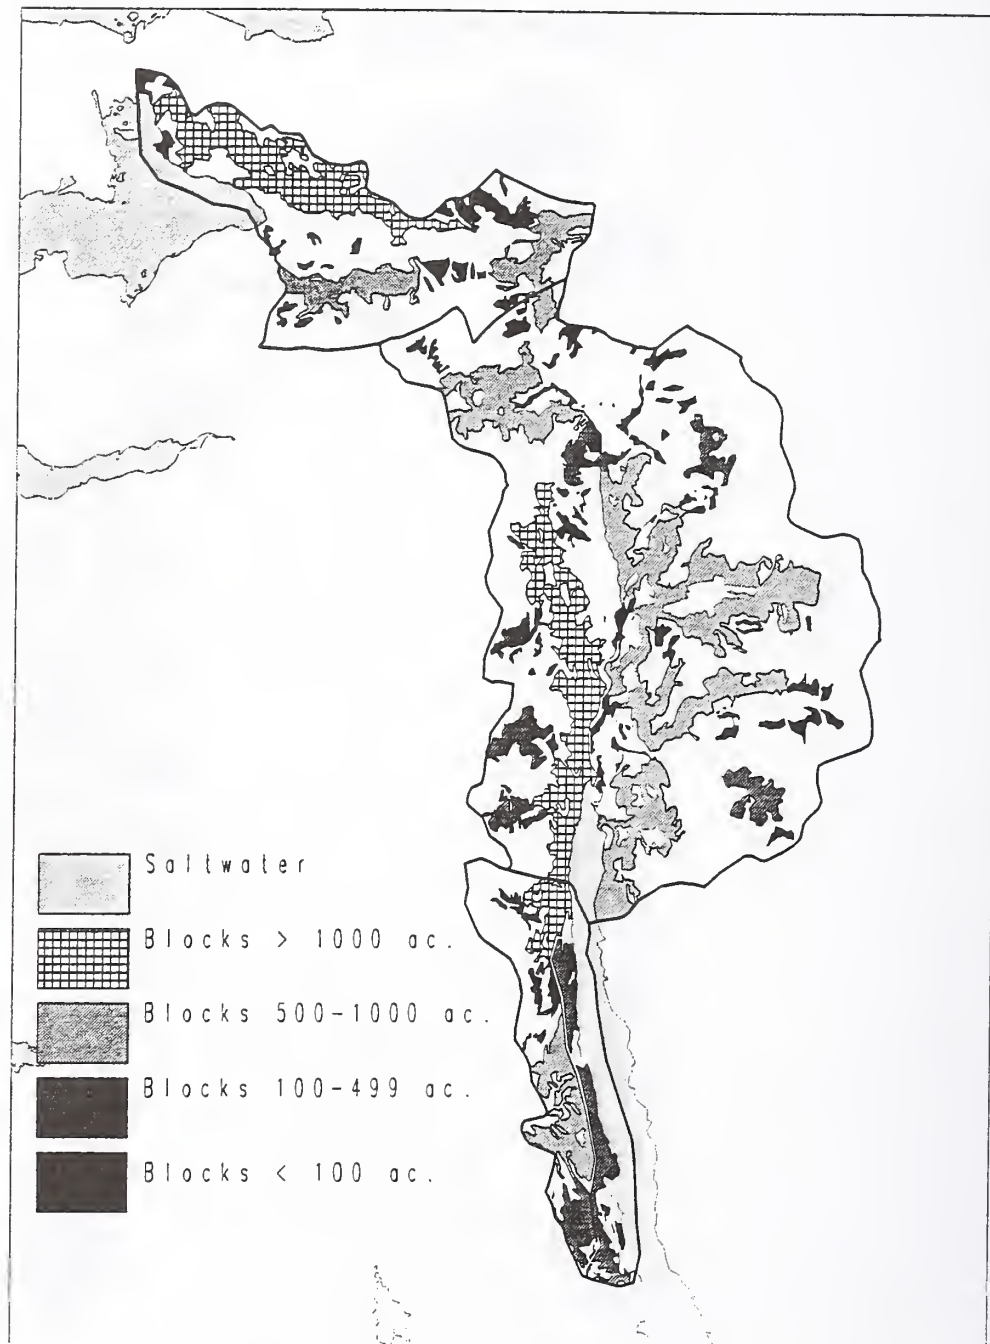 Saltwater
Blocks > 1000 ac.
Blocks 500-1000 ac.
Blocks 100-499 ac.
Blocks < 100 ac.